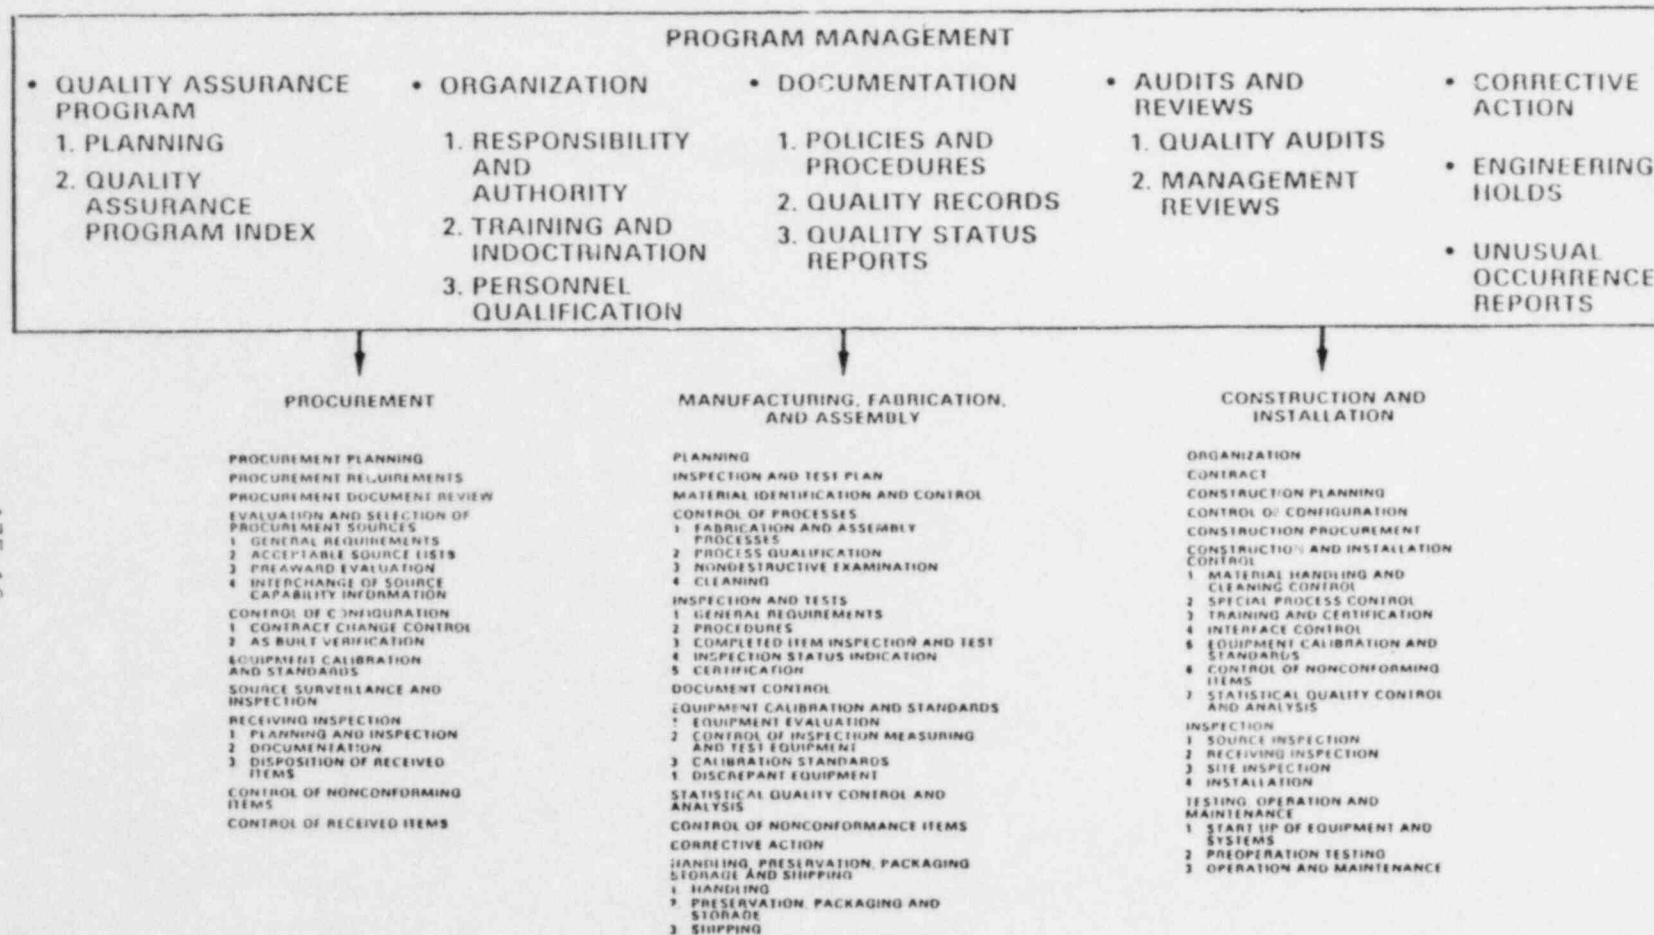 PROGRAM MANAGEMENT
• QUALITY ASSURANCE
PROGRAM
1. PLANNING
2. QUALITY
ASSURANCE
PROGRAM INDEX
• ORGANIZATION
1. RESPONSIBILITY
AND
AUTHORITY
2. TRAINING AND
INDOCTRINATION
3. PERSONNEL
QUALIFICATION
• DOCUMENTATION
1. POLICIES AND
PROCEDURES
2. QUALITY RECORDS
3. QUALITY STATUS
REPORTS
• AUDITS AND
REVIEWS
1. QUALITY AUDITS
2. MANAGEMENT
REVIEWS
• CORRECTIVE
ACTION
• ENGINEERING
HOLDS
• UNUSUAL
OCCURRENCE
REPORTS
PROCUREMENT
PROCUREMENT PLANNING
PROCUREMENT REQUIREMENTS
PROCUREMENT DOCUMENT REVIEW
EVALUATION AND SELECTION OF
PROCUREMENT SOURCES
1 GENERAL REQUIREMENTS
2 ACCEPTABLE SOURCE LISTS
3 PREAWARD EVALUATION
4 INTERCHANGE OF SOURCE
CAPABILITY INFORMATION
CONTROL OF CONFIGURATION
1 CONTRACT CHANGE CONTROL
2 AS BUILT VERIFICATION
EQUIPMENT CALIBRATION
AND STANDARDS
SOURCE SURVEILLANCE AND
INSPECTION
RECEIVING INSPECTION
1 PLANNING AND INSPECTION
2 DOCUMENTATION
3 DISPOSITION OF RECEIVED
ITEMS
CONTROL OF NONCONFORMING
ITEMS
CONTROL OF RECEIVED ITEMS
MANUFACTURING, FABRICATION,
AND ASSEMBLY
PLANNING
INSPECTION AND TEST PLAN
MATERIAL IDENTIFICATION AND CONTROL
CONTROL OF PROCESSES
1 FABRICATION AND ASSEMBLY
PROCESSES
2 PROCESS QUALIFICATION
3 NONDESTRUCTIVE EXAMINATION
4 CLEANING
INSPECTION AND TESTS
1 GENERAL REQUIREMENTS
2 PROCEDURES
3 COMPLETED ITEM INSPECTION AND TEST
4 INSPECTION STATUS INDICATION
5 CERTIFICATION
DOCUMENT CONTROL
EQUIPMENT CALIBRATION AND STANDARDS
EQUIPMENT EVALUATION
2 CONTROL OF INSPECTION MEASURING
AND TEST EQUIPMENT
3 CALIBRATION STANDARDS
DISCREPANT EQUIPMENT
STATISTICAL QUALITY CONTROL AND
ANALYSIS
CONTROL OF NONCONFORMANCE ITEMS
CORRECTIVE ACTION
HANDLING, PRESERVATION, PACKAGING
STORAGE AND SHIPPING
1 HANDLING
2. PRESERVATION, PACKAGING AND
STORAGE
3 SHIPPING
CONSTRUCTION AND
INSTALLATION
ORGANIZATION
CONTRACT
CONSTRUCTION PLANNING
CONTROL OF CONFIGURATION
CONSTRUCTION PROCUREMENT
CONSTRUCTION AND INSTALLATION
CONTROL
1 MATERIAL HANDLING AND
CLEANING CONTROL
2 SPECIAL PROCESS CONTROL
3 TRAINING AND CERTIFICATION
4 INTERFACE CONTROL
5 EQUIPMENT CALIBRATION AND
STANDARDS
6 CONTROL OF NONCONFORMING
ITEMS
7 STATISTICAL QUALITY CONTROL
AND ANALYSIS
INSPECTION
1 SOURCE INSPECTION
2 RECEIVING INSPECTION
3 SITE INSPECTION
4 INSTALLATION
TESTING, OPERATION AND
MAINTENANCE
1 START UP OF EQUIPMENT AND
SYSTEMS
2 PREOPERATION TESTING
3 OPERATION AND MAINTENANCE